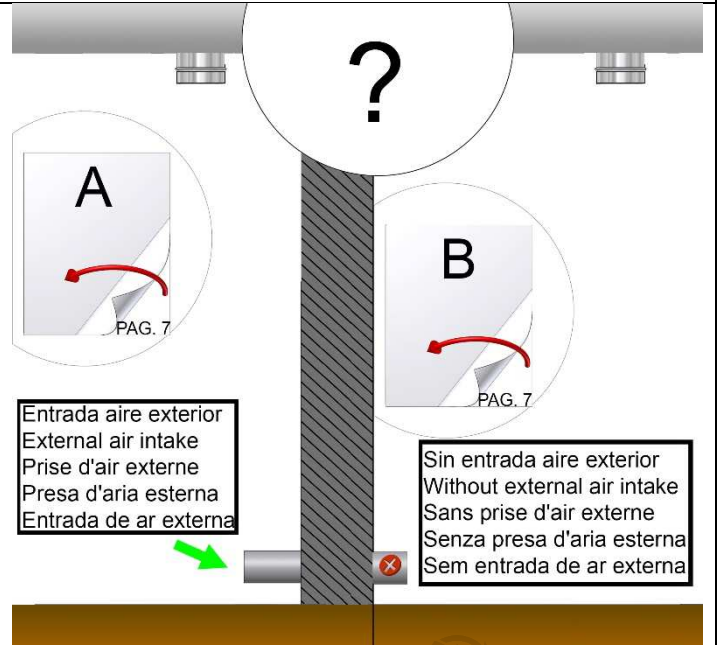 ?
A
PAG. 7
B
PAG. 7
Entrada aire exterior
External air intake
Prise d'air externe
Presa d'aria esterna
Entrada de ar externa
Sin entrada aire exterior
Without external air intake
Sans prise d'air externe
Senza presa d'aria esterna
Sem entrada de ar externa